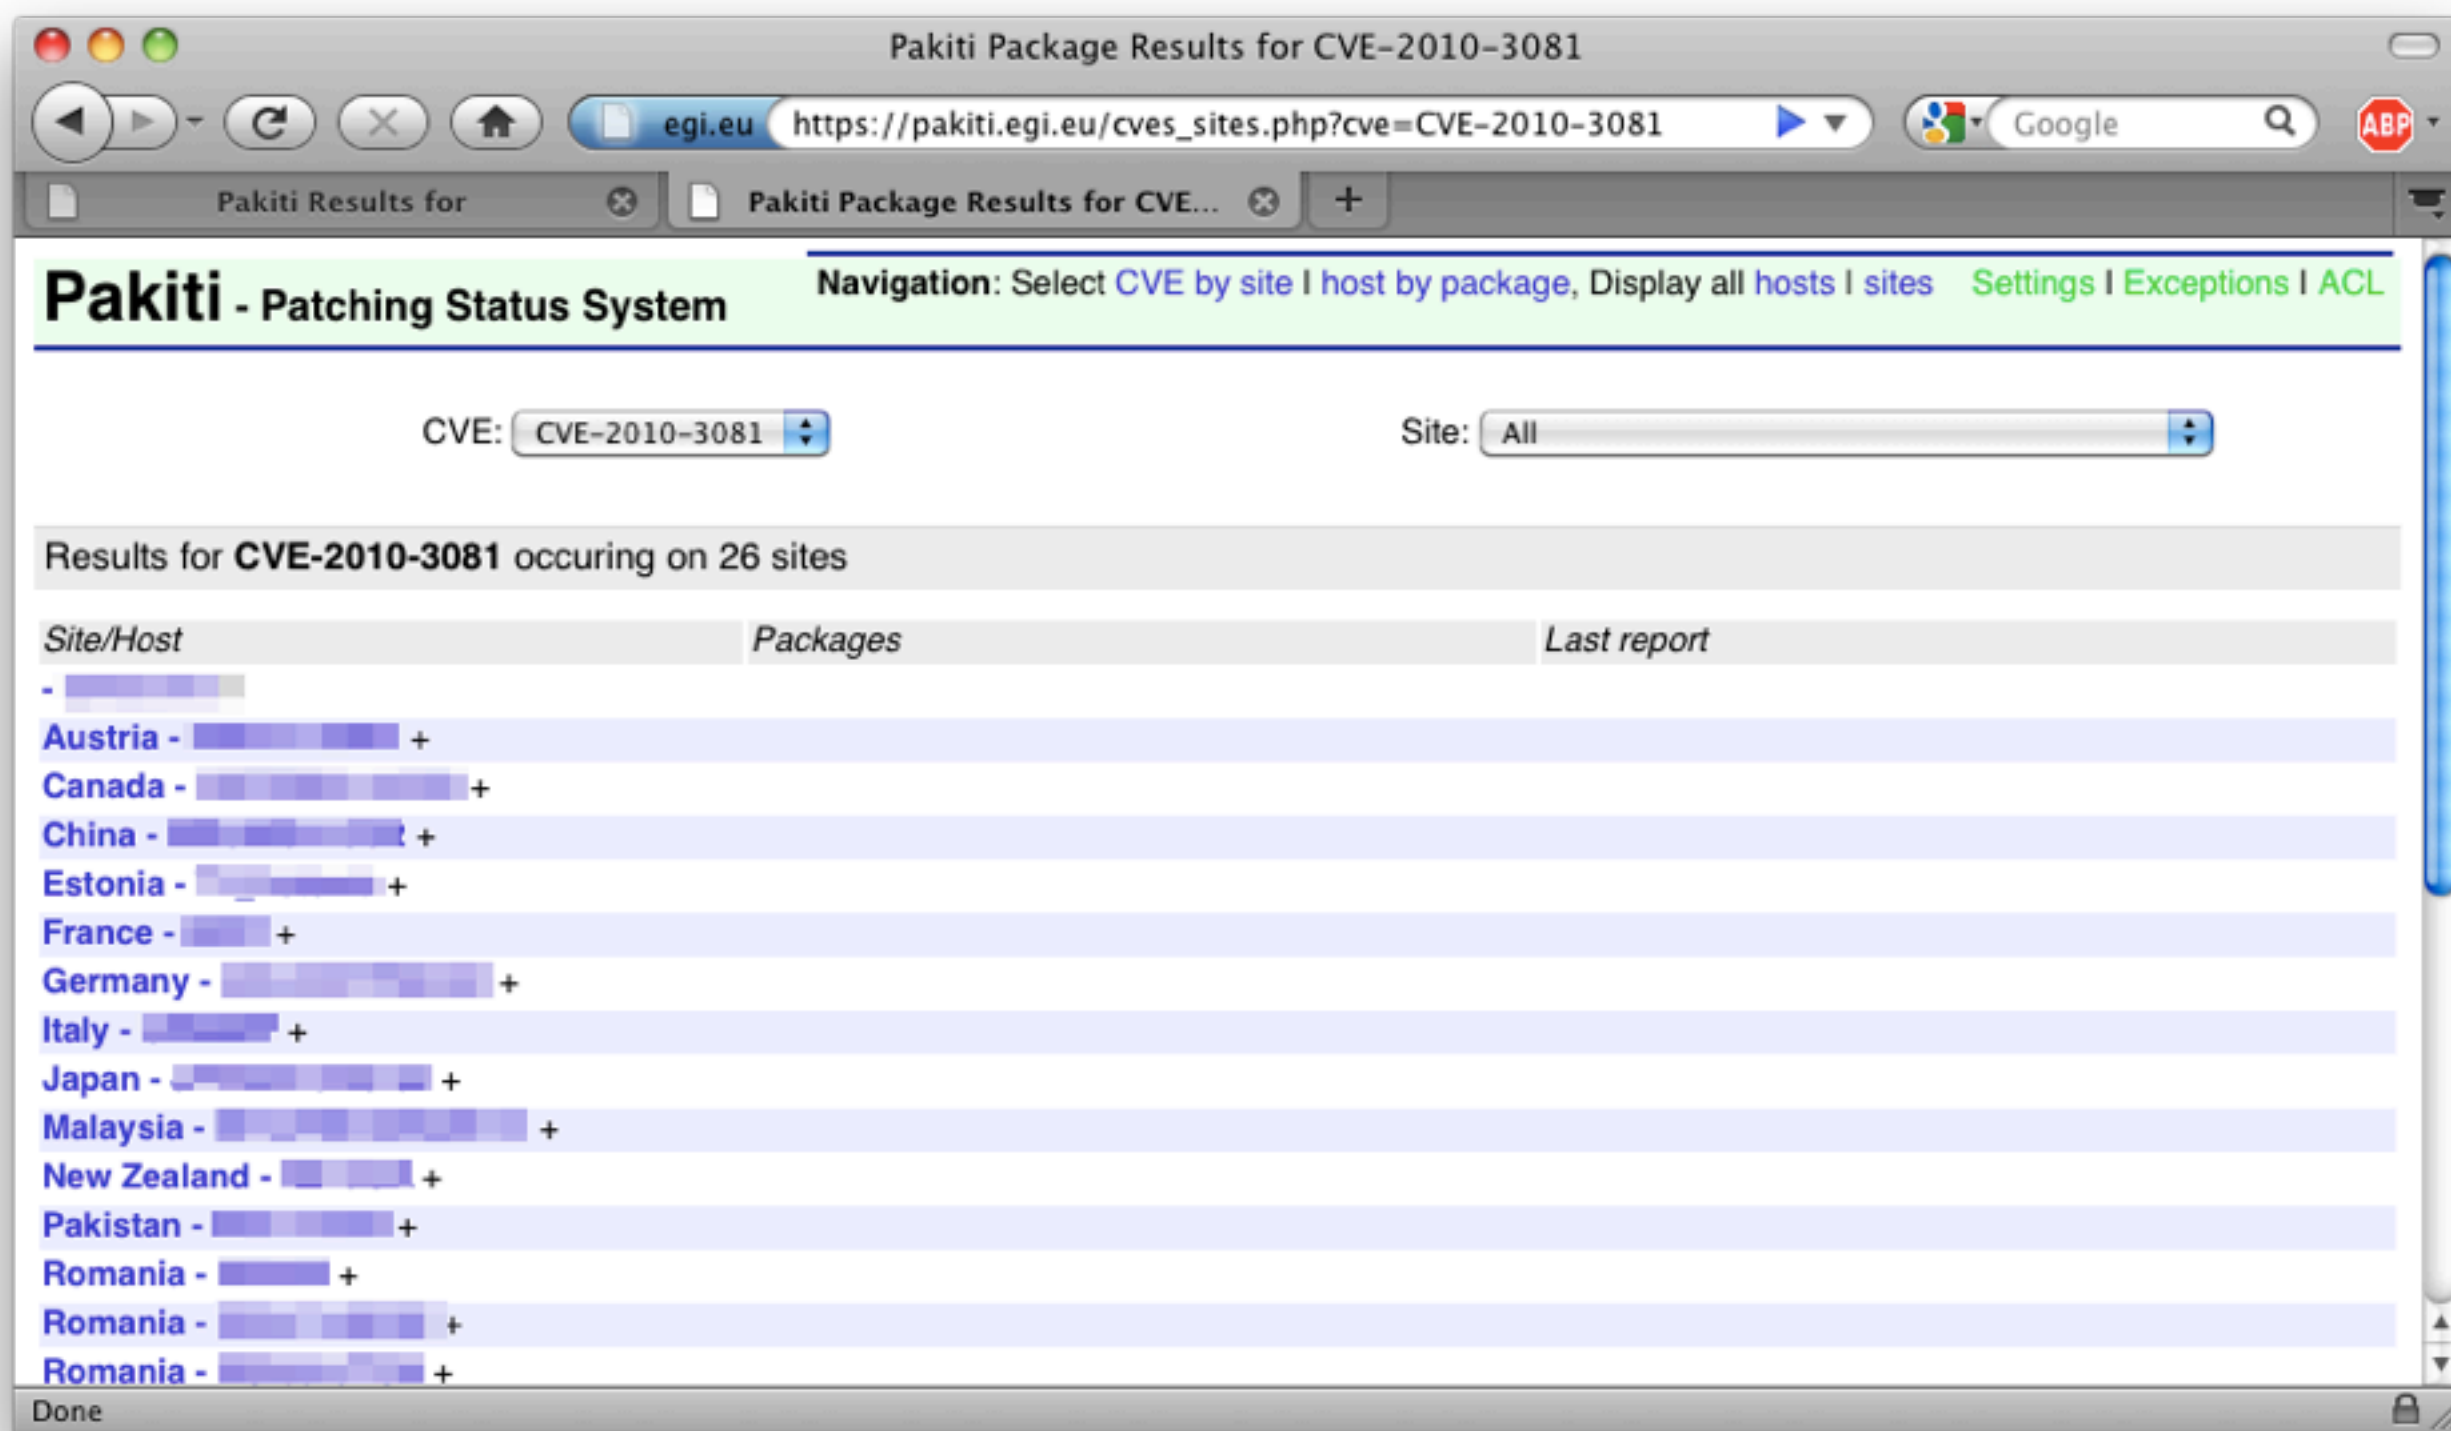 Pakiti Package Results for CVE-2010-3081
egi.eu https://pakiti.egi.eu/cves_sites.php?cve=CVE-2010-3081 Google ABP
Pakiti Results for Pakiti Package Results for CVE... +
Pakiti - Patching Status System Navigation: Select CVE by site | host by package, Display all hosts | sites Settings | Exceptions | ACL
CVE: CVE-2010-3081 Site: All
Results for CVE-2010-3081 occuring on 26 sites
Site/Host Packages Last report
-
Austria - +
Canada - +
China - +
Estonia - +
France - +
Germany - +
Italy - +
Japan - +
Malaysia - +
New Zealand - +
Pakistan - +
Romania - +
Romania - +
Romania - +
Done